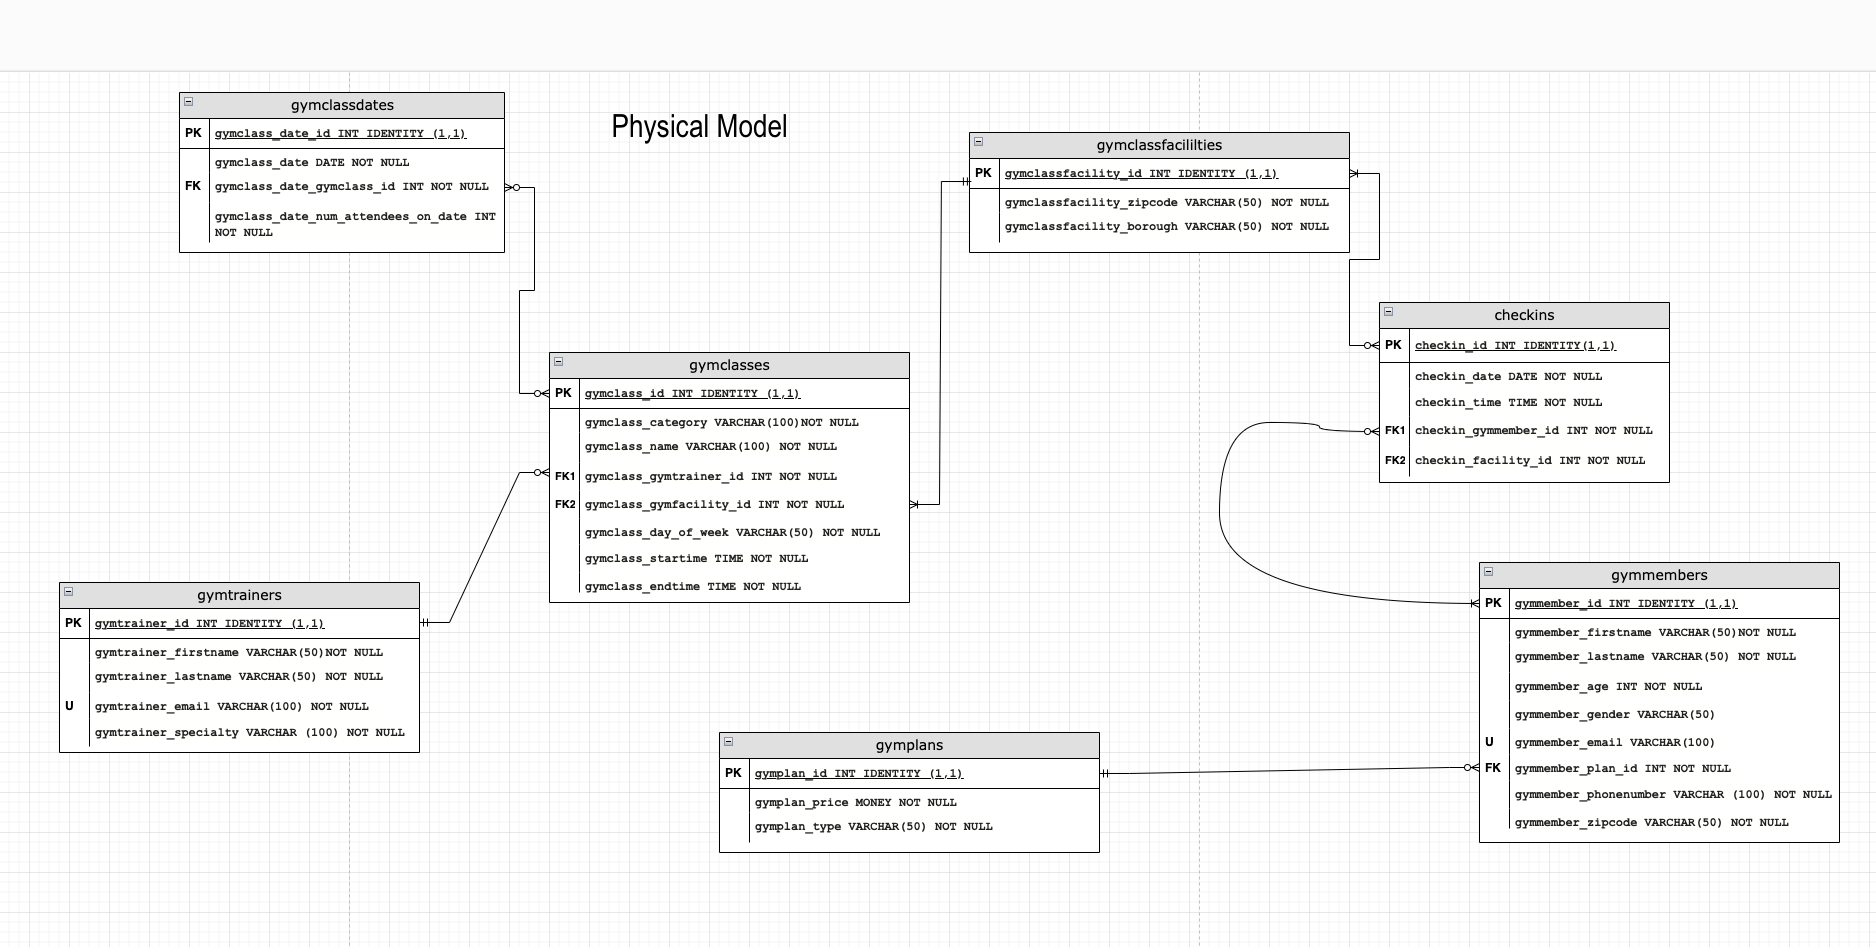 Physical Model
gymclassdates
PK gymclass_date_id INT IDENTITY (1,1)
gymclass_date DATE NOT NULL
FK gymclass_date_gymclass_id INT NOT NULL
gymclass_date_num_attendees_on_date INT
NOT NULL
gymclassfacililties
PK gymclassfacility_id INT IDENTITY (1,1)
gymclassfacility_zipcode VARCHAR(50) NOT NULL
gymclassfacility_borough VARCHAR(50) NOT NULL
checkins
PK checkin_id INT IDENTITY(1,1)
checkin_date DATE NOT NULL
checkin_time TIME NOT NULL
FK1 checkin_gymmember_id INT NOT NULL
FK2 checkin_facility_id INT NOT NULL
gymclasses
PK gymclass_id INT IDENTITY (1,1)
gymclass_category VARCHAR(100)NOT NULL
gymclass_name VARCHAR(100) NOT NULL
FK1 gymclass_gymtrainer_id INT NOT NULL
FK2 gymclass_gymfacility_id INT NOT NULL
gymclass_day_of_week VARCHAR(50) NOT NULL
gymclass_startime TIME NOT NULL
gymclass_endtime TIME NOT NULL
gymtrainers
PK gymtrainer_id INT IDENTITY (1,1)
gymtrainer_firstname VARCHAR(50)NOT NULL
gymtrainer_lastname VARCHAR(50) NOT NULL
U gymtrainer_email VARCHAR(100) NOT NULL
gymtrainer_specialty VARCHAR (100) NOT NULL
gymmembers
PK gymmember_id INT IDENTITY (1,1)
gymmember_firstname VARCHAR(50)NOT NULL
gymmember_lastname VARCHAR(50) NOT NULL
gymmember_age INT NOT NULL
gymmember_gender VARCHAR(50)
U gymmember_email VARCHAR(100)
FK gymmember_plan_id INT NOT NULL
gymmember_phonenumber VARCHAR (100) NOT NULL
gymmember_zipcode VARCHAR(50) NOT NULL
gymplans
PK gymplan_id INT IDENTITY (1,1)
gymplan_price MONEY NOT NULL
gymplan_type VARCHAR(50) NOT NULL